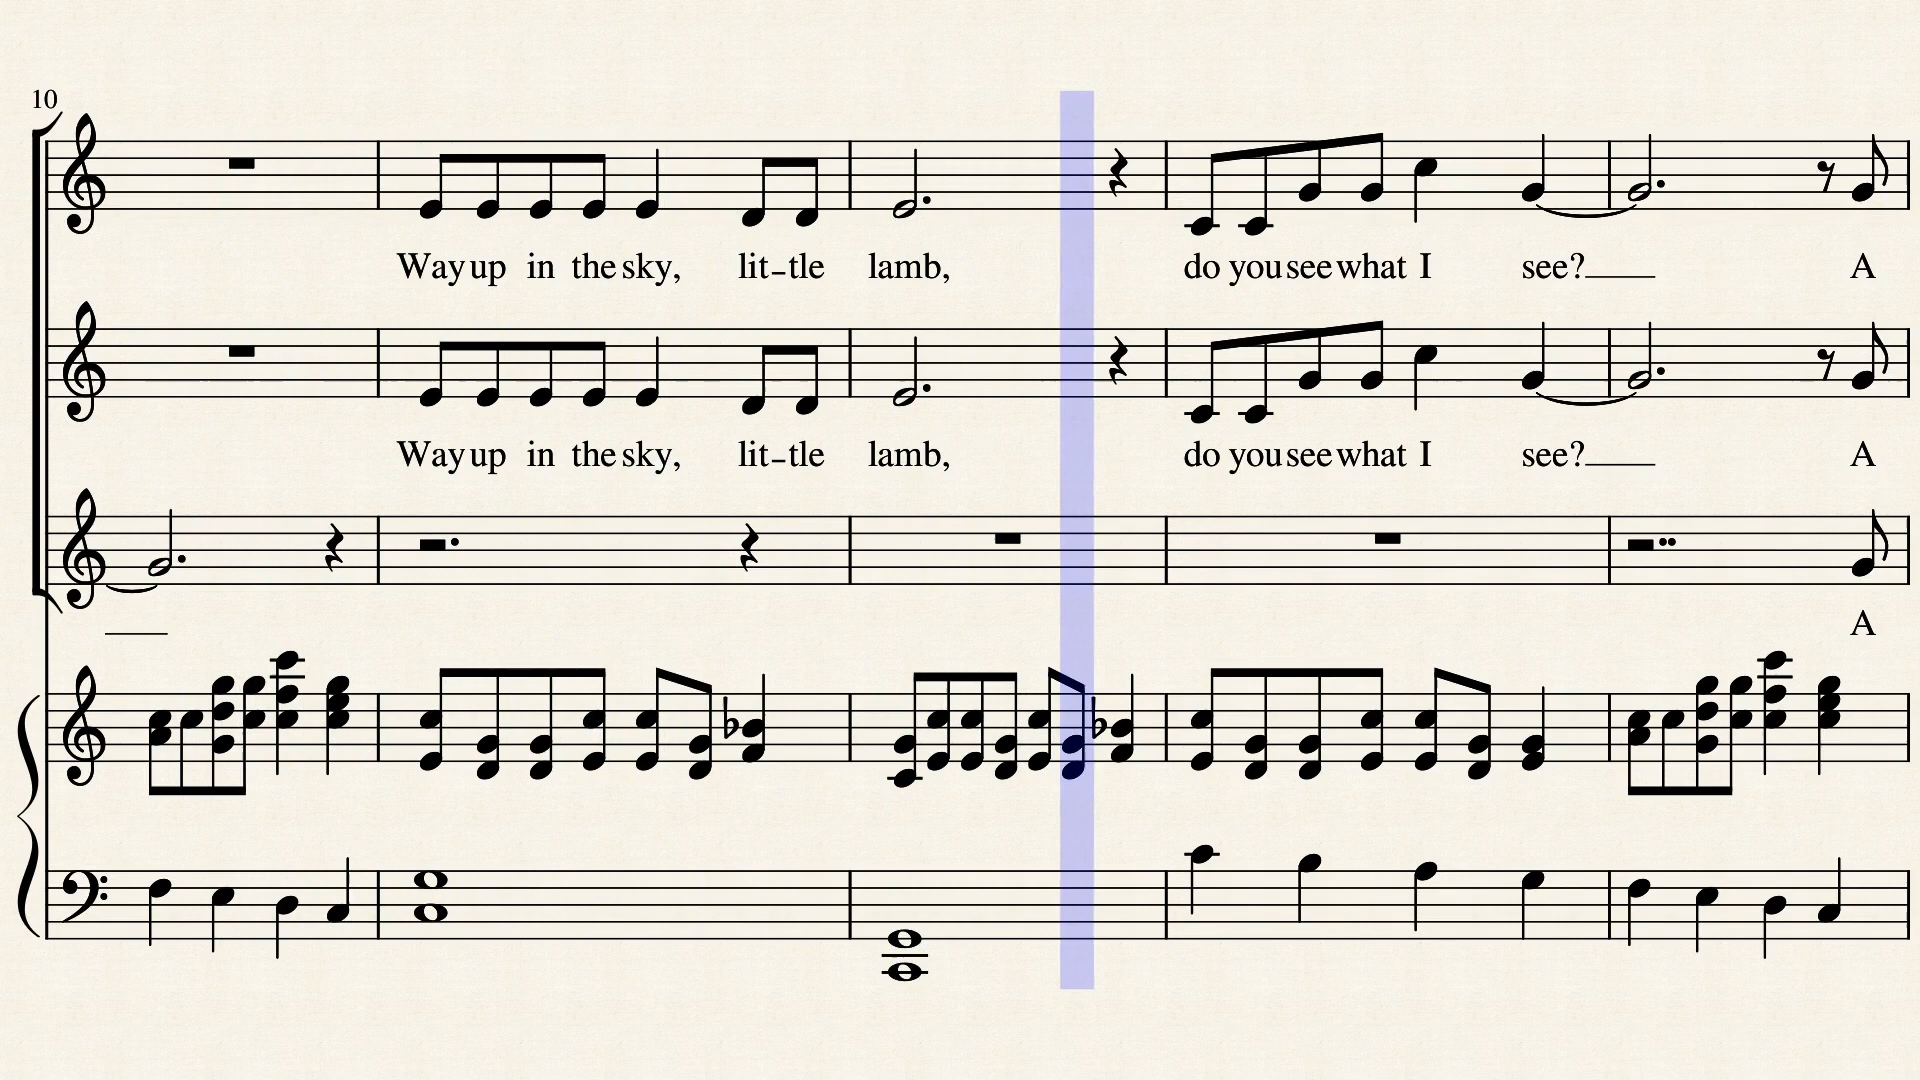 10
Way up in the sky, lit-tle lamb, do you see what I see? A
Way up in the sky, lit-tle lamb, do you see what I see? A
A